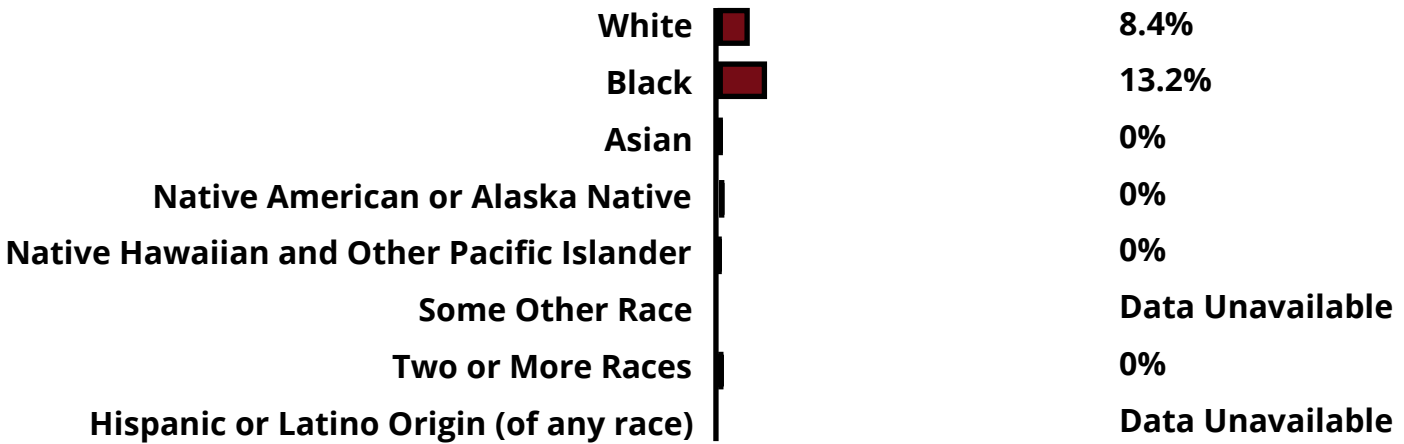 White 8.4%
Black 13.2%
Asian 0%
Native American or Alaska Native 0%
Native Hawaiian and Other Pacific Islander 0%
Some Other Race Data Unavailable
Two or More Races 0%
Hispanic or Latino Origin (of any race) Data Unavailable